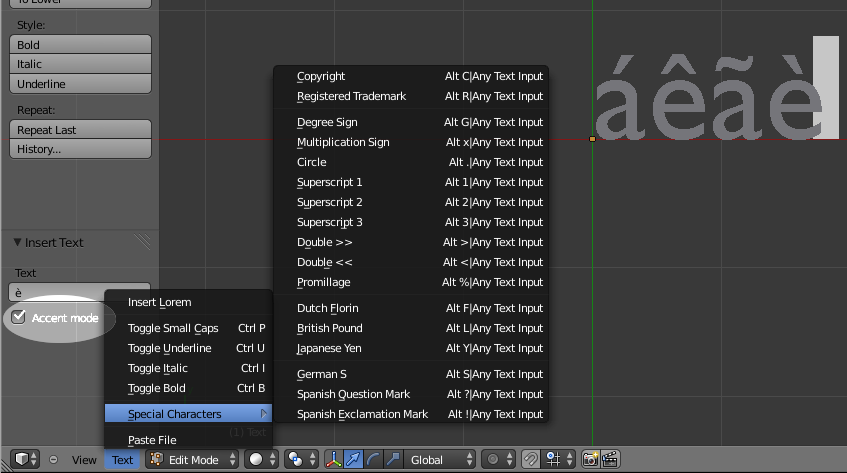 To Lower
Style:
Bold
Italic
Underline
Repeat:
Repeat Last
History...
Insert Text
Text
è
Accent mode
Insert Lorem
Toggle Small Caps Ctrl P
Toggle Underline Ctrl U
Toggle Italic Ctrl I
Toggle Bold Ctrl B
Special Characters
(1) Text
Paste File
Copyright Alt C|Any Text Input
Registered Trademark Alt R|Any Text Input
Degree Sign Alt G|Any Text Input
Multiplication Sign Alt x|Any Text Input
Circle Alt .|Any Text Input
Superscript 1 Alt 1|Any Text Input
Superscript 2 Alt 2|Any Text Input
Superscript 3 Alt 3|Any Text Input
Double >> Alt >|Any Text Input
Double << Alt <|Any Text Input
Promillage Alt %|Any Text Input
Dutch Florin Alt F|Any Text Input
British Pound Alt L|Any Text Input
Japanese Yen Alt Y|Any Text Input
German S Alt S|Any Text Input
Spanish Question Mark Alt ?|Any Text Input
Spanish Exclamation Mark Alt !|Any Text Input
áêãè
View Text Edit Mode Global